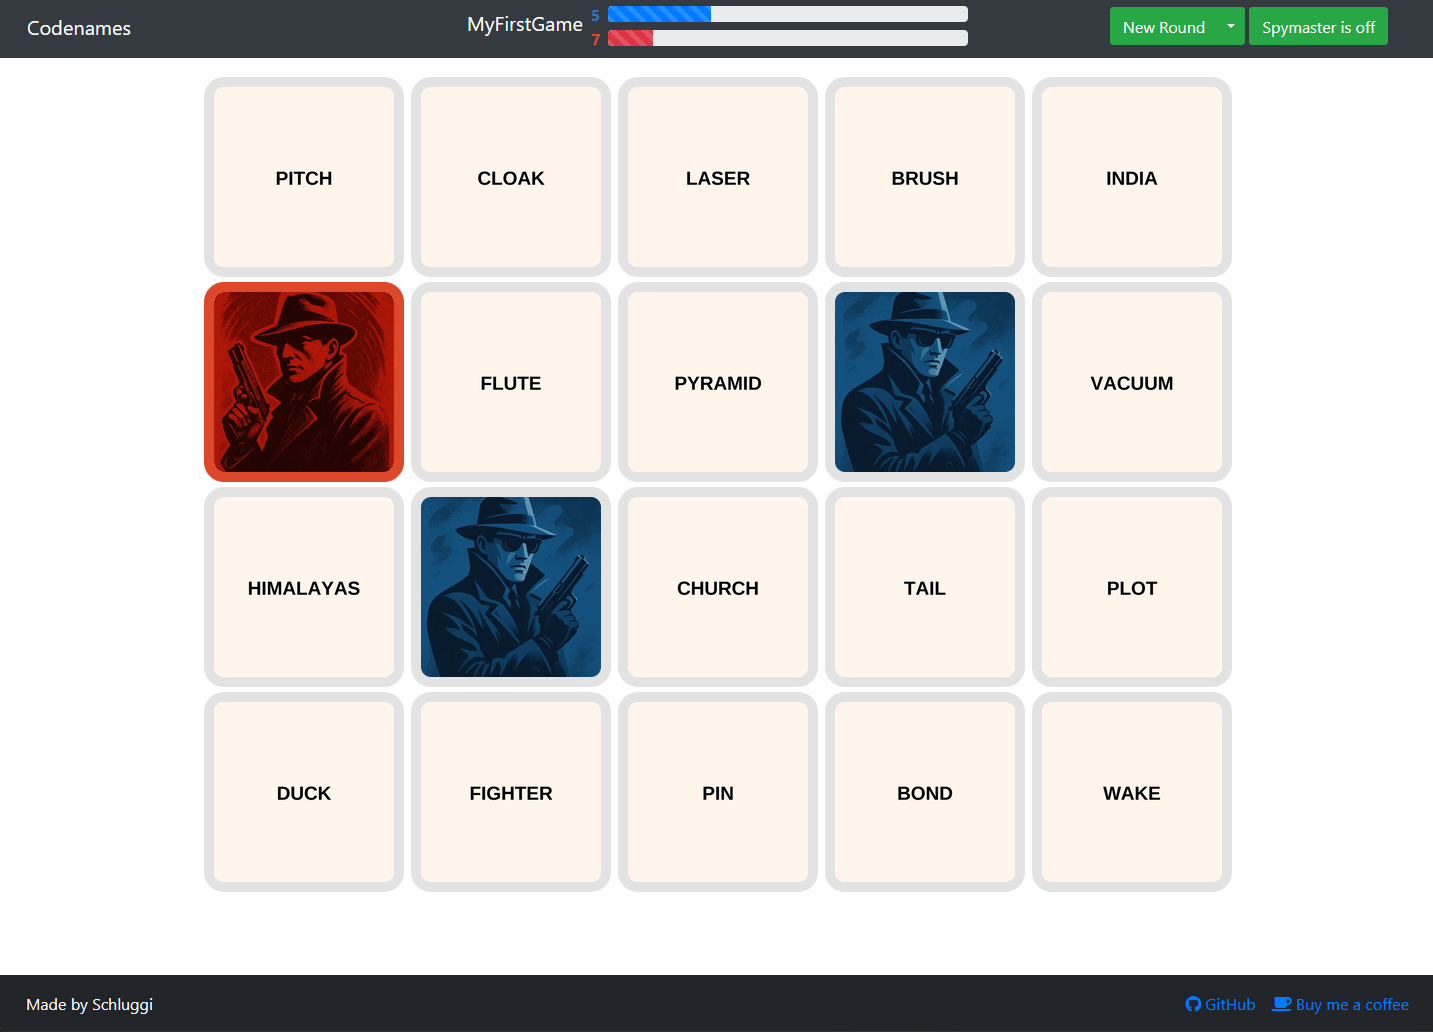 Codenames
MyFirstGame
5
7
New Round
Spymaster is off
PITCH CLOAK LASER BRUSH INDIA
FLUTE PYRAMID VACUUM
HIMALAYAS CHURCH TAIL PLOT
DUCK FIGHTER PIN BOND WAKE
Made by Schluggi
GitHub Buy me a coffee